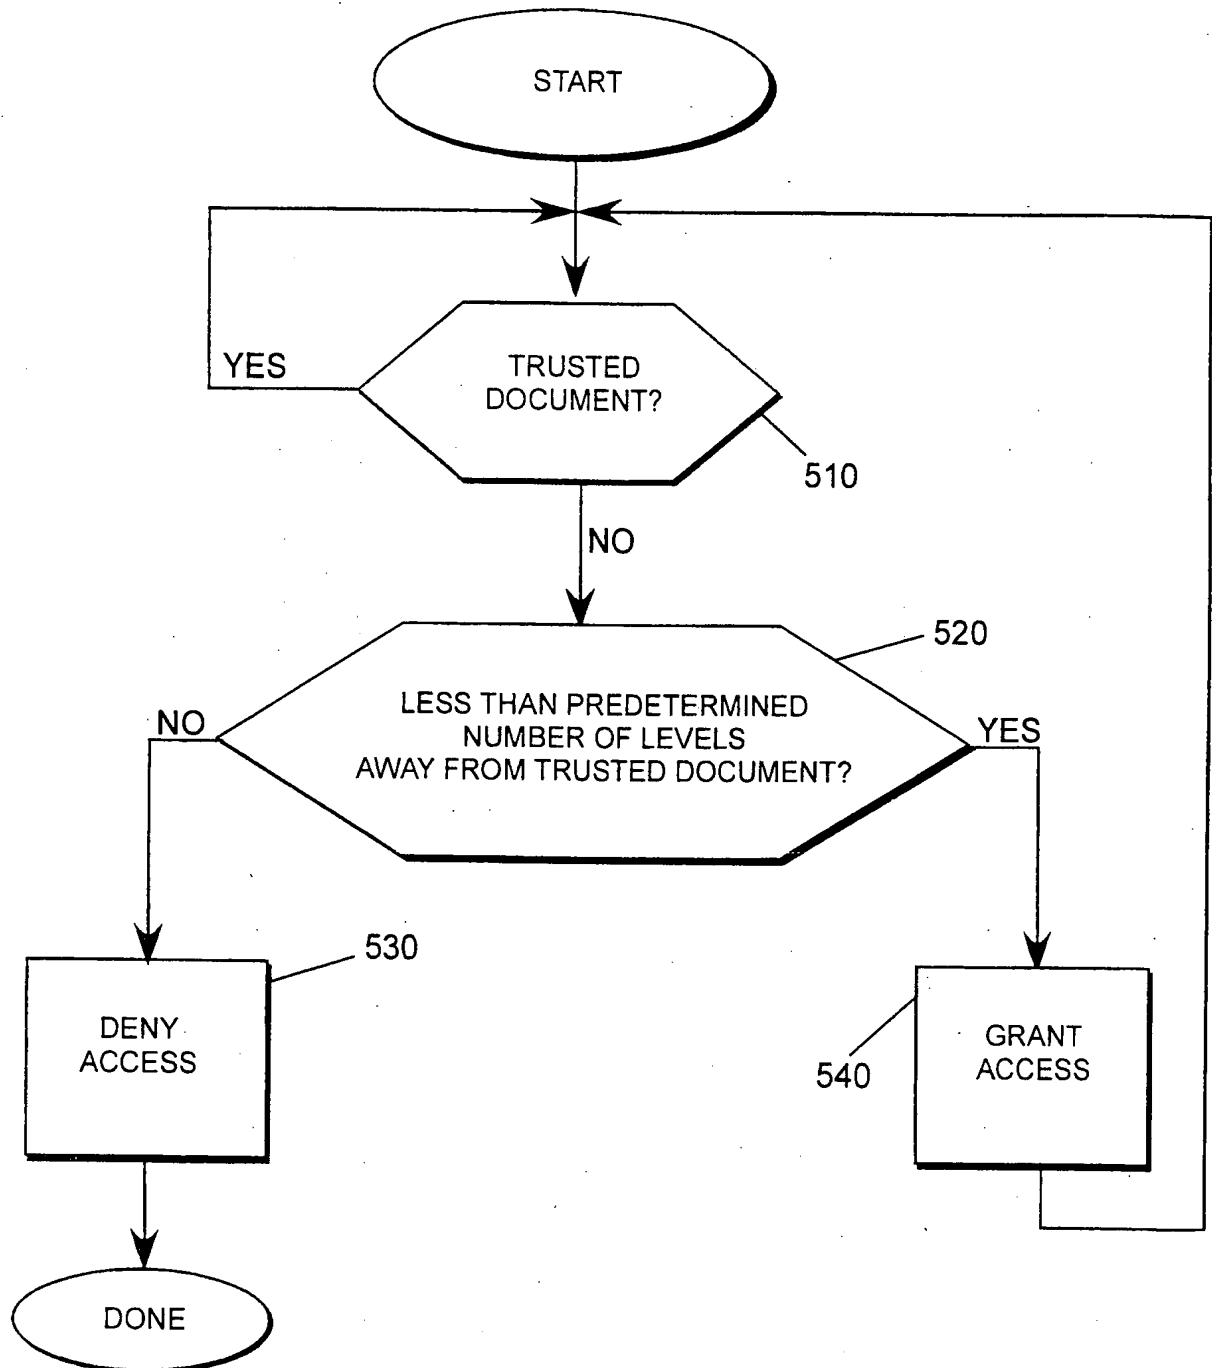 START
YES
TRUSTED
DOCUMENT?
510
NO
520
LESS THAN PREDETERMINED
NUMBER OF LEVELS
AWAY FROM TRUSTED DOCUMENT?
NO
YES
530
DENY
ACCESS
540
GRANT
ACCESS
DONE